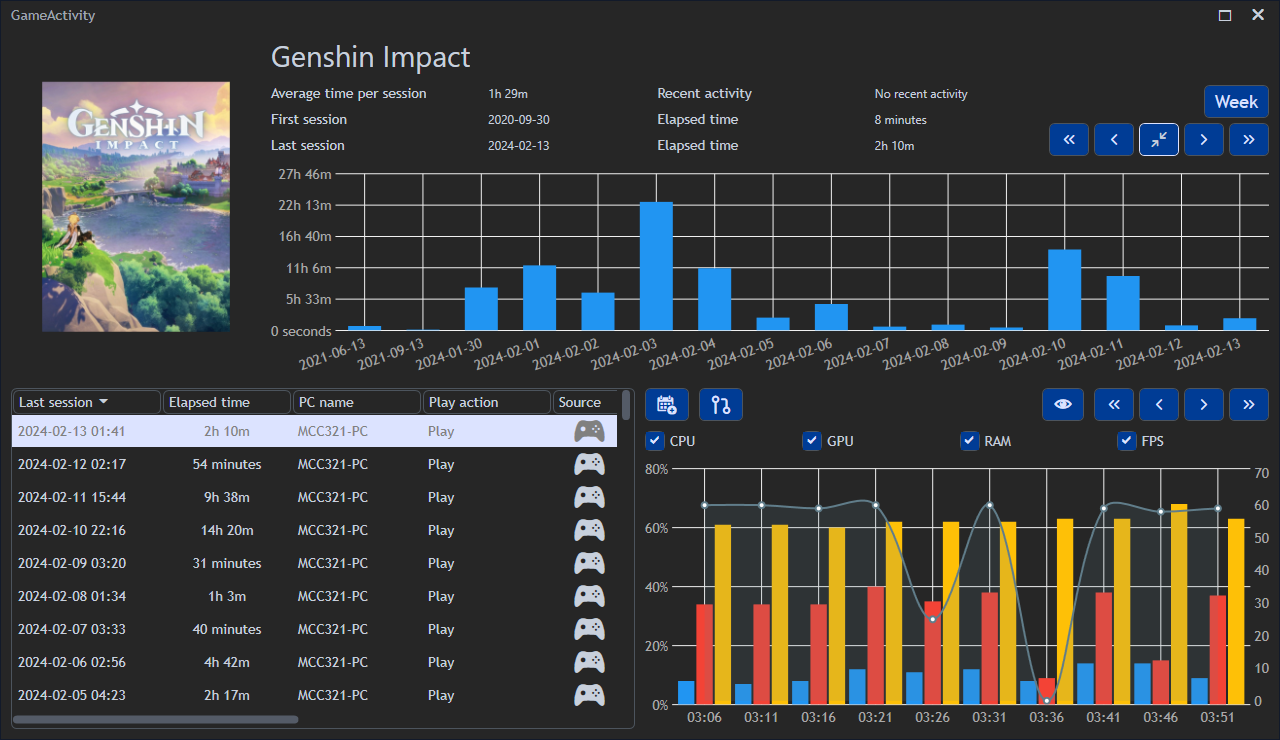 GameActivity
Genshin Impact
GENSHIN
IMPACT
Average time per session 1h 29m Recent activity No recent activity
Week
First session 2020-09-30 Elapsed time 8 minutes
Last session 2024-02-13 Elapsed time 2h 10m
27h 46m
22h 13m
16h 40m
11h 6m
5h 33m
0 seconds
2021-06-13 2021-09-13 2024-01-30 2024-02-01 2024-02-02 2024-02-03 2024-02-04 2024-02-05 2024-02-06 2024-02-07 2024-02-08 2024-02-09 2024-02-10 2024-02-11 2024-02-12 2024-02-13
Last session Elapsed time PC name Play action Source
2024-02-13 01:41 2h 10m MCC321-PC Play
2024-02-12 02:17 54 minutes MCC321-PC Play
2024-02-11 15:44 9h 38m MCC321-PC Play
2024-02-10 22:16 14h 20m MCC321-PC Play
2024-02-09 03:20 31 minutes MCC321-PC Play
2024-02-08 01:34 1h 3m MCC321-PC Play
2024-02-07 03:33 40 minutes MCC321-PC Play
2024-02-06 02:56 4h 42m MCC321-PC Play
2024-02-05 04:23 2h 17m MCC321-PC Play
CPU GPU RAM FPS
80% 70
60
60% 50
40% 40
30
20% 20
10
0% 0
03:06 03:11 03:16 03:21 03:26 03:31 03:36 03:41 03:46 03:51